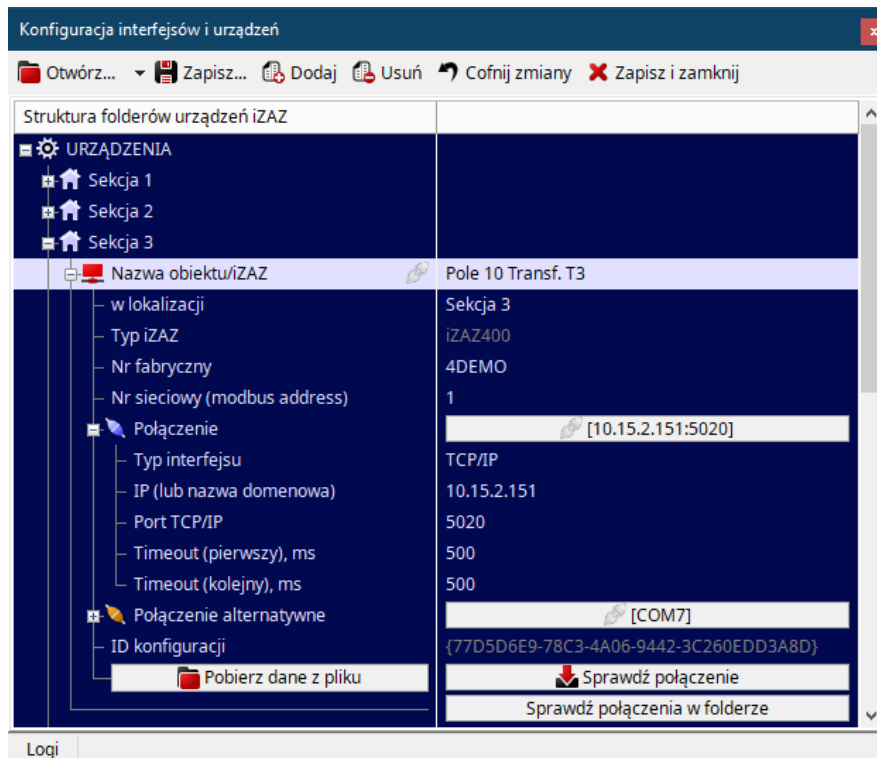 Konfiguracja interfejsów i urządzeń
x
Otwórz... Zapisz... Dodaj Usuń Cofnij zmiany Zapisz i zamknij
Struktura folderów urządzeń iZAZ
URZĄDZENIA
Sekcja 1
Sekcja 2
Sekcja 3
Nazwa obiektu/iZAZ Pole 10 Transf. T3
w lokalizacji Sekcja 3
Typ iZAZ iZAZ400
Nr fabryczny 4DEMO
Nr sieciowy (modbus address) 1
Połączenie [10.15.2.151:5020]
Typ interfejsu TCP/IP
IP (lub nazwa domenowa) 10.15.2.151
Port TCP/IP 5020
Timeout (pierwszy), ms 500
Timeout (kolejny), ms 500
Połączenie alternatywne [COM7]
ID konfiguracji {77D5D6E9-78C3-4A06-9442-3C260EDD3A8D}
Pobierz dane z pliku Sprawdź połączenie
Sprawdź połączenia w folderze
Logi